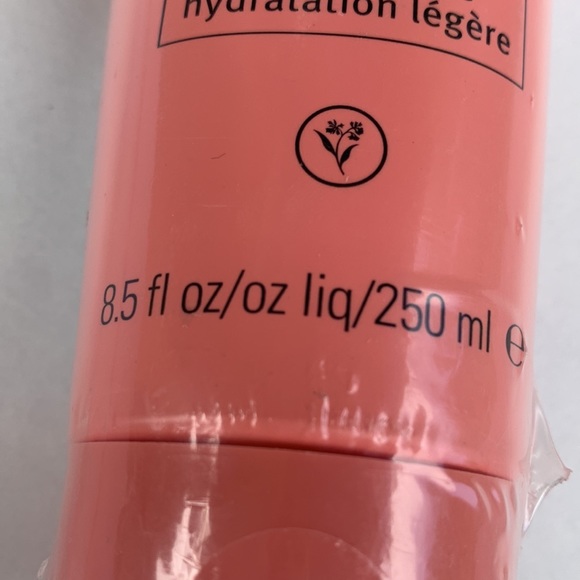 hydratation légère
8.5 fl oz/oz liq/250 ml e